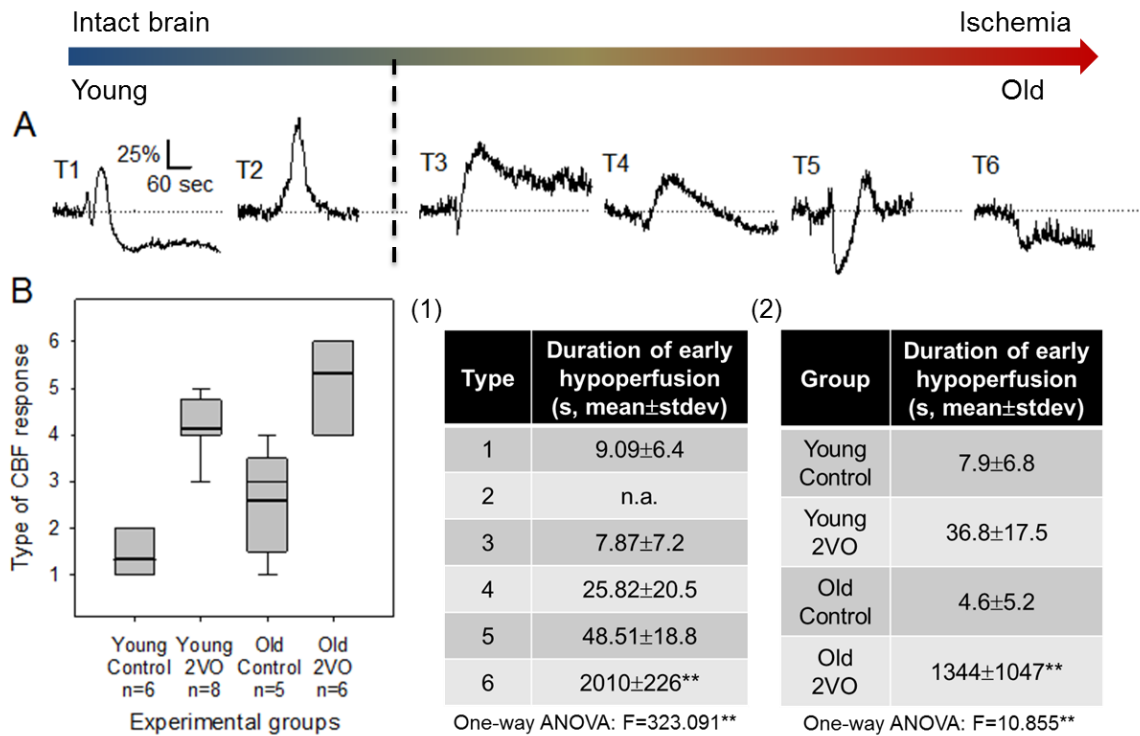 Intact brain
Ischemia
Young
Old
A
T1
25%
60 sec
T2
T3
T4
T5
T6
B
Type of CBF response
6
5
4
3
2
1
Young Control n=6
Young 2VO n=8
Old Control n=5
Old 2VO n=6
Experimental groups
(1)
Type
Duration of early
hypoperfusion
(s, mean±stdev)
1 9.09±6.4
2 n.a.
3 7.87±7.2
4 25.82±20.5
5 48.51±18.8
6 2010±226**
One-way ANOVA: F=323.091**
(2)
Group
Duration of early
hypoperfusion
(s, mean±stdev)
Young
Control
7.9±6.8
Young
2VO
36.8±17.5
Old
Control
4.6±5.2
Old
2VO
1344±1047**
One-way ANOVA: F=10.855**